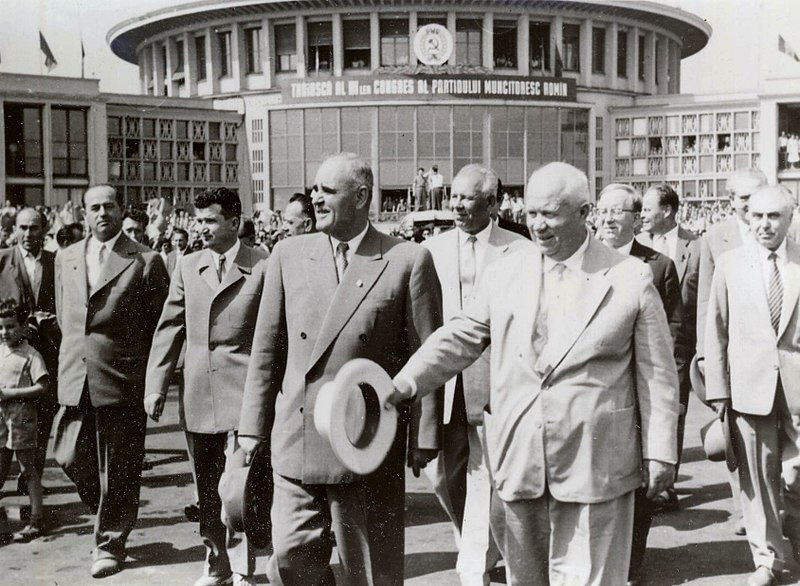 TRĂIASCĂ AL III-LEA CONGRES AL PARTIDULUI MUNCITORESC ROMÎN